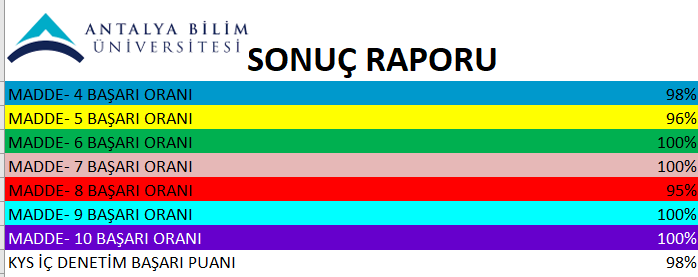 ANTALYA BİLİM
ÜNİVERSİTESİ
SONUÇ RAPORU
MADDE- 4 BAŞARI ORANI 98%
MADDE- 5 BAŞARI ORANI 96%
MADDE- 6 BAŞARI ORANI 100%
MADDE- 7 BAŞARI ORANI 100%
MADDE- 8 BAŞARI ORANI 95%
MADDE- 9 BAŞARI ORANI 100%
MADDE- 10 BAŞARI ORANI 100%
KYS İÇ DENETİM BAŞARI PUANI 98%